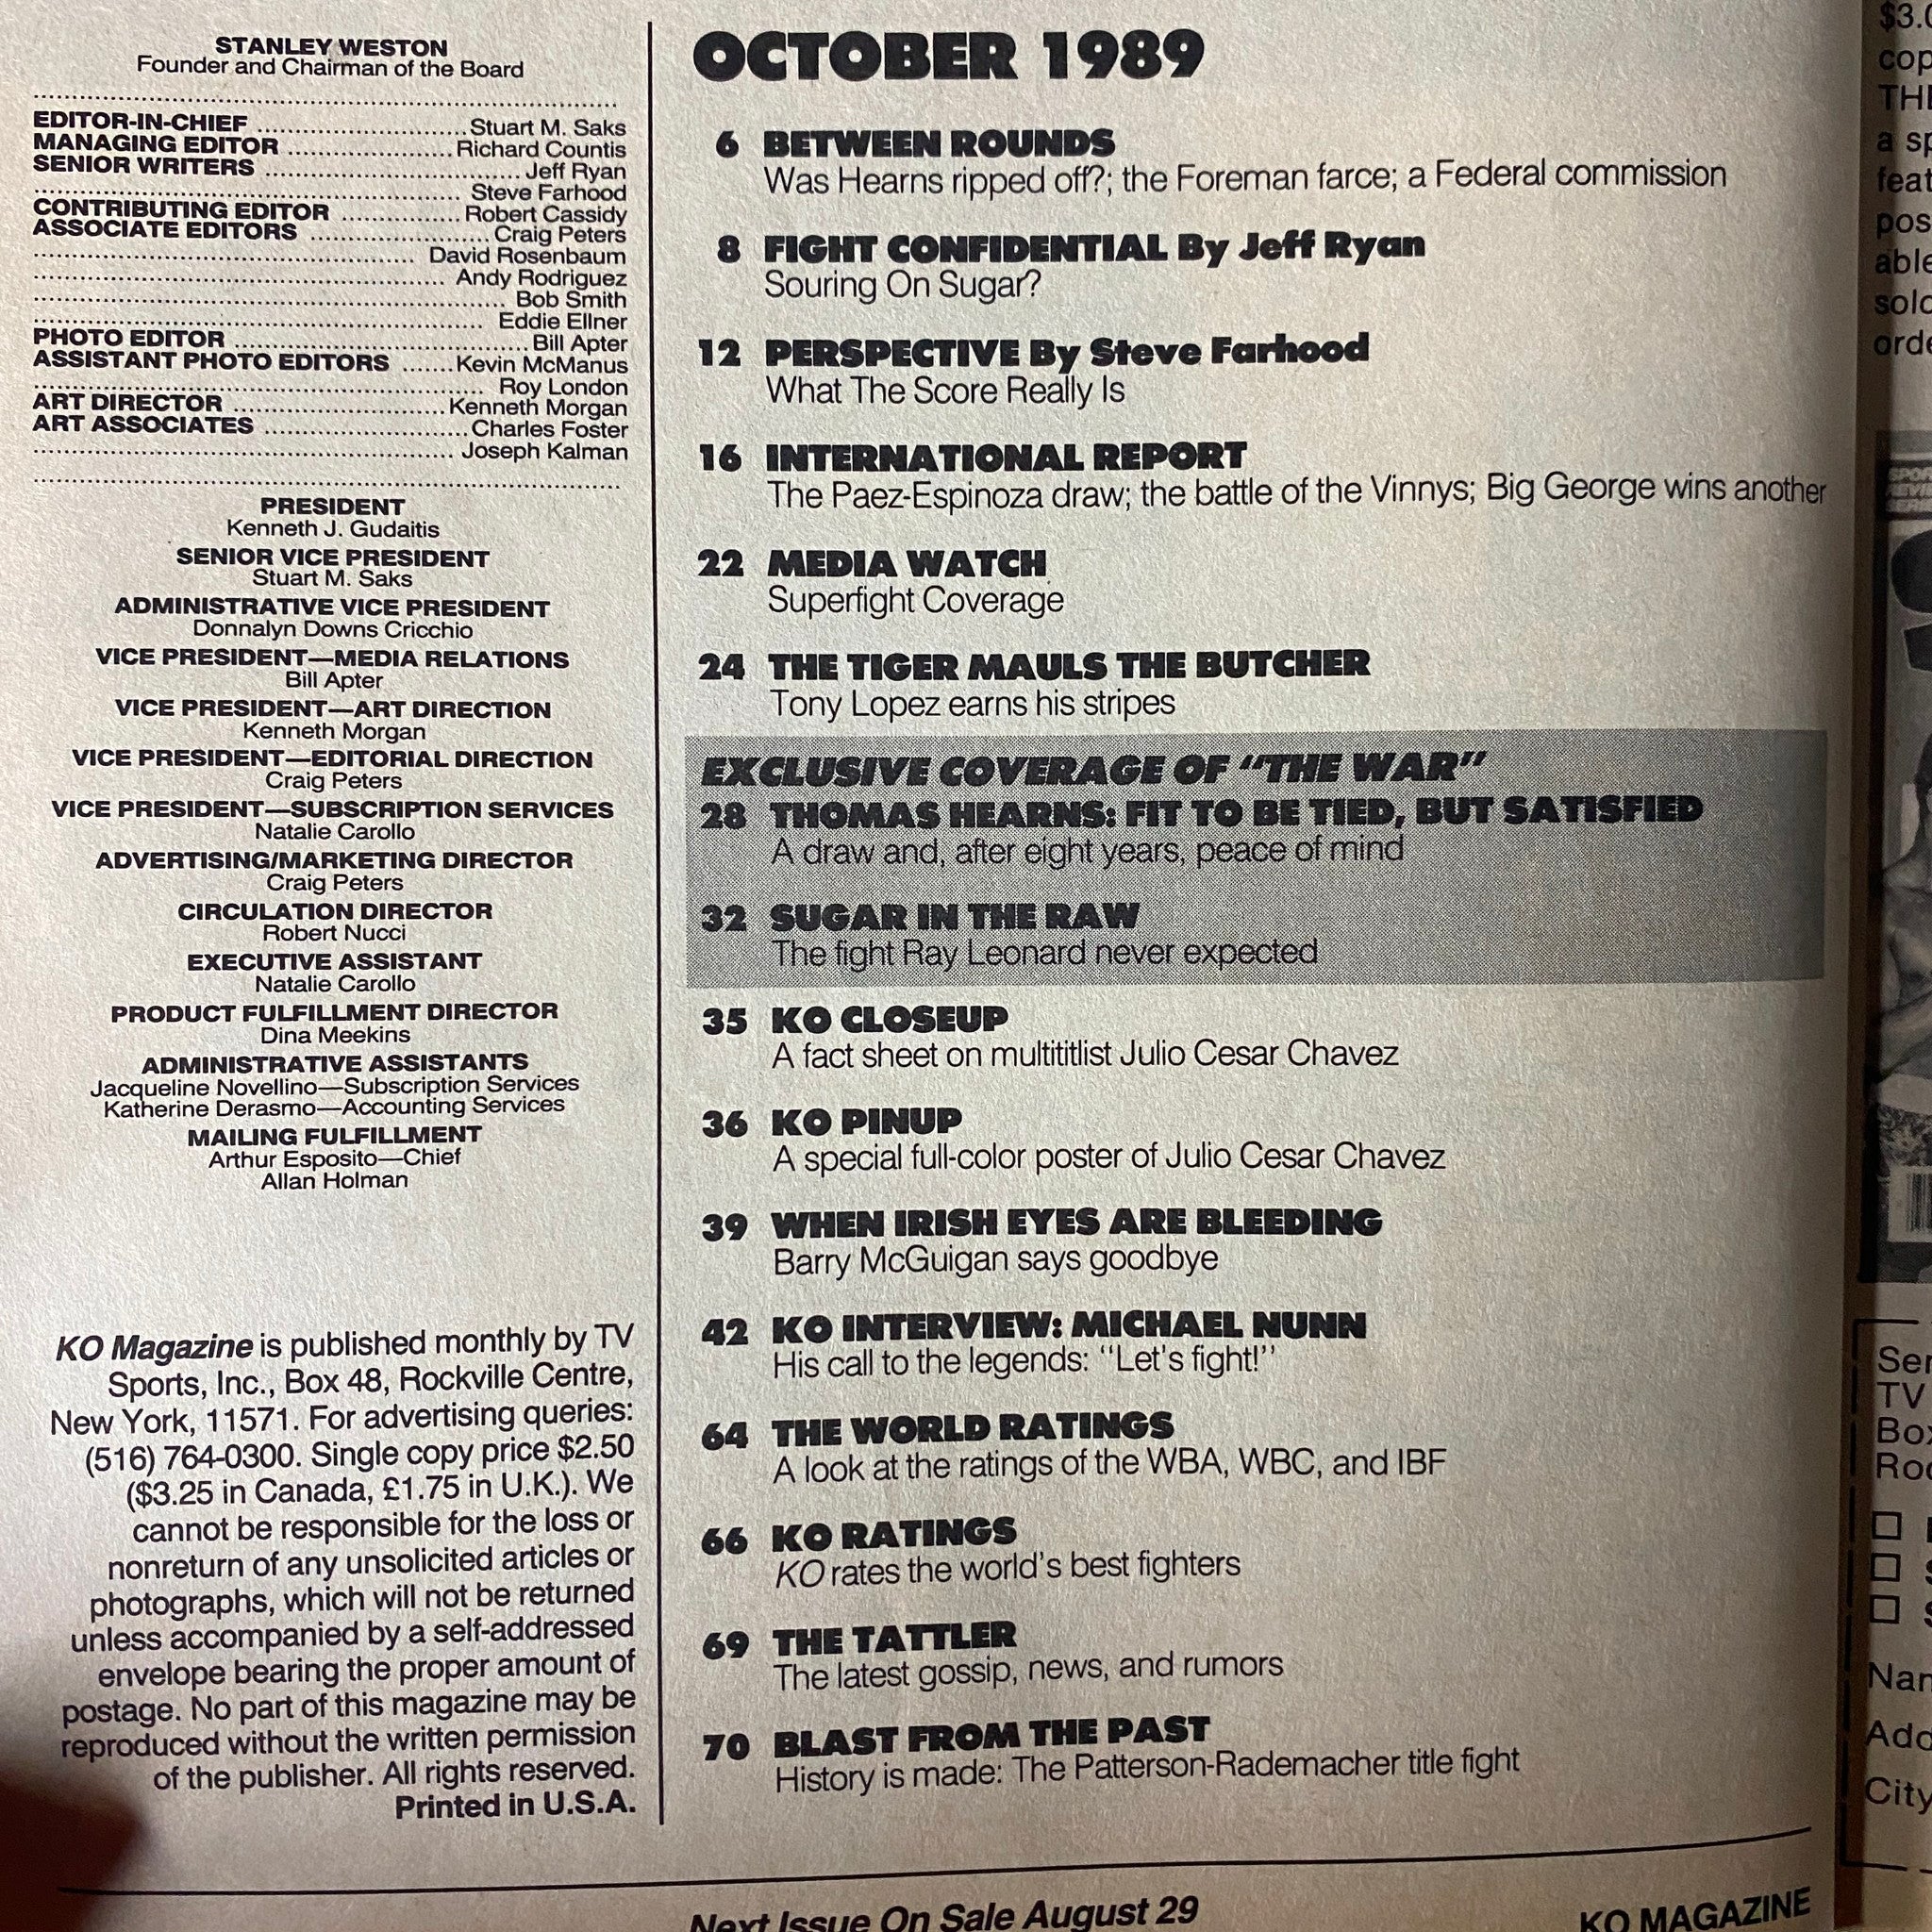 STANLEY WESTON
Founder and Chairman of the Board
EDITOR-IN-CHIEF ........................ Stuart M. Saks
MANAGING EDITOR ................... Richard Countis
SENIOR WRITERS ............................. Jeff Ryan
.................................................. Steve Farhood
CONTRIBUTING EDITOR .............. Robert Cassidy
ASSOCIATE EDITORS ..................... Craig Peters
............................................. David Rosenbaum
................................................ Andy Rodriguez
....................................................... Bob Smith
..................................................... Eddie Ellner
PHOTO EDITOR .................................. Bill Apter
ASSISTANT PHOTO EDITORS ....... Kevin McManus
..................................................... Roy London
ART DIRECTOR ........................ Kenneth Morgan
ART ASSOCIATES ........................ Charles Foster
................................................ Joseph Kalman
PRESIDENT
Kenneth J. Gudaitis
SENIOR VICE PRESIDENT
Stuart M. Saks
ADMINISTRATIVE VICE PRESIDENT
Donnalyn Downs Cricchio
VICE PRESIDENT—MEDIA RELATIONS
Bill Apter
VICE PRESIDENT—ART DIRECTION
Kenneth Morgan
VICE PRESIDENT—EDITORIAL DIRECTION
Craig Peters
VICE PRESIDENT—SUBSCRIPTION SERVICES
Natalie Carollo
ADVERTISING/MARKETING DIRECTOR
Craig Peters
CIRCULATION DIRECTOR
Robert Nucci
EXECUTIVE ASSISTANT
Natalie Carollo
PRODUCT FULFILLMENT DIRECTOR
Dina Meekins
ADMINISTRATIVE ASSISTANTS
Jacqueline Novellino—Subscription Services
Katherine Derasmo—Accounting Services
MAILING FULFILLMENT
Arthur Esposito—Chief
Allan Holman
KO Magazine is published monthly by TV
Sports, Inc., Box 48, Rockville Centre,
New York, 11571. For advertising queries:
(516) 764-0300. Single copy price $2.50
($3.25 in Canada, £1.75 in U.K.). We
cannot be responsible for the loss or
nonreturn of any unsolicited articles or
photographs, which will not be returned
unless accompanied by a self-addressed
envelope bearing the proper amount of
postage. No part of this magazine may be
reproduced without the written permission
of the publisher. All rights reserved.
Printed in U.S.A.
OCTOBER 1989
6 BETWEEN ROUNDS
Was Hearns ripped off?; the Foreman farce; a Federal commission
8 FIGHT CONFIDENTIAL By Jeff Ryan
Souring On Sugar?
12 PERSPECTIVE By Steve Farhood
What The Score Really Is
16 INTERNATIONAL REPORT
The Paez-Espinoza draw; the battle of the Vinnys; Big George wins another
22 MEDIA WATCH
Superfight Coverage
24 THE TIGER MAULS THE BUTCHER
Tony Lopez earns his stripes
EXCLUSIVE COVERAGE OF "THE WAR"
28 THOMAS HEARNS: FIT TO BE TIED, BUT SATISFIED
A draw and, after eight years, peace of mind
32 SUGAR IN THE RAW
The fight Ray Leonard never expected
35 KO CLOSEUP
A fact sheet on multititlist Julio Cesar Chavez
36 KO PINUP
A special full-color poster of Julio Cesar Chavez
39 WHEN IRISH EYES ARE BLEEDING
Barry McGuigan says goodbye
42 KO INTERVIEW: MICHAEL NUNN
His call to the legends: "Let's fight!"
64 THE WORLD RATINGS
A look at the ratings of the WBA, WBC, and IBF
66 KO RATINGS
KO rates the world's best fighters
69 THE TATTLER
The latest gossip, news, and rumors
70 BLAST FROM THE PAST
History is made: The Patterson-Rademacher title fight
Next Issue On Sale August 29
KO MAGAZINE
TV
City